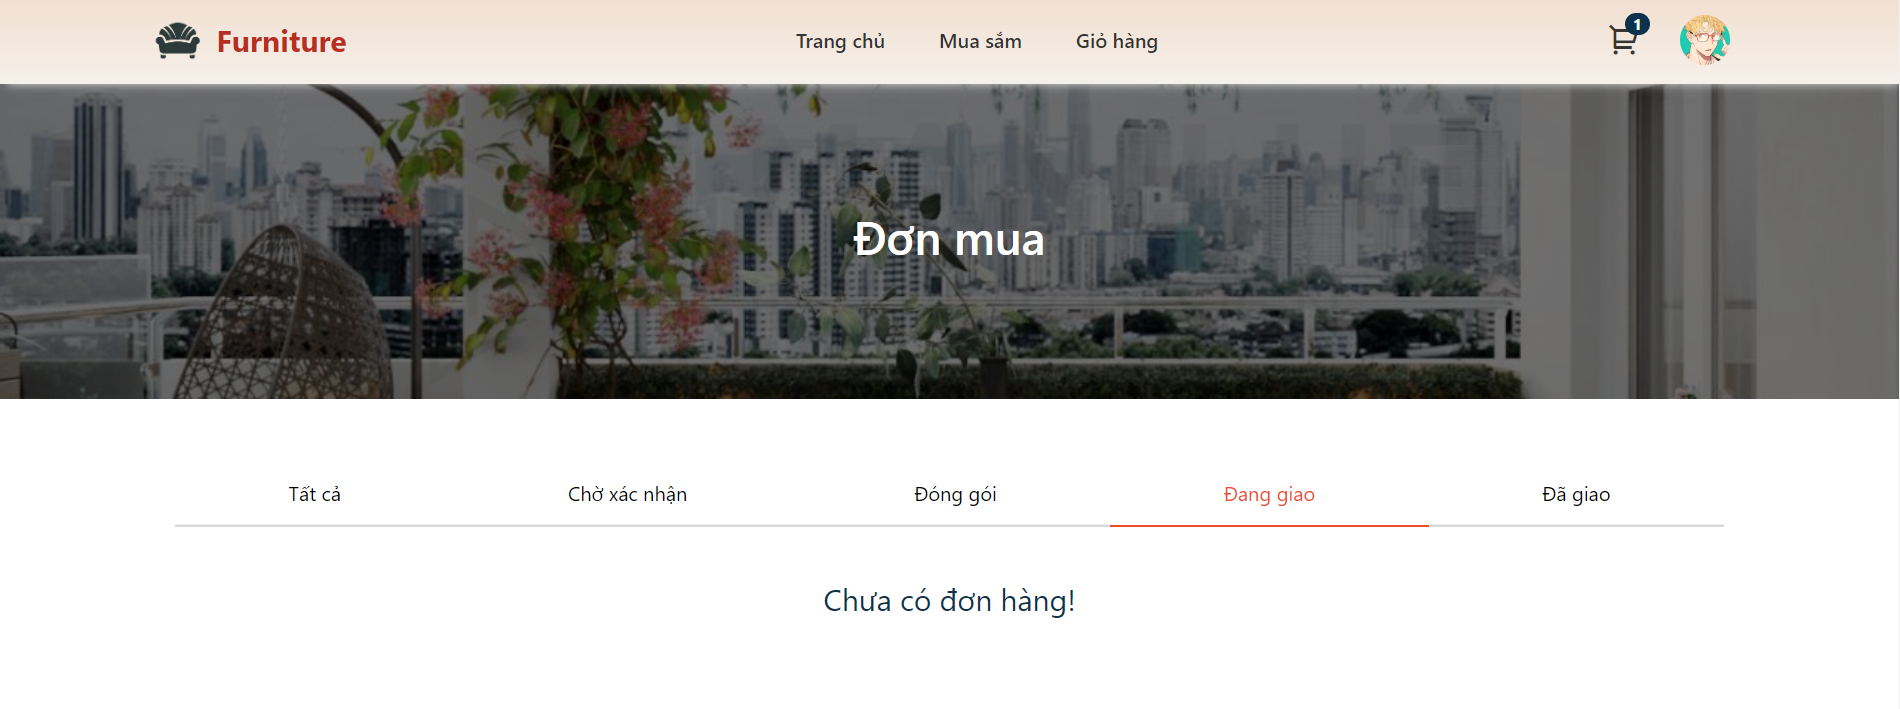 Furniture
Trang chủ
Mua sắm
Giỏ hàng
1
Đơn mua
Tất cả
Chờ xác nhận
Đóng gói
Đang giao
Đã giao
Chưa có đơn hàng!